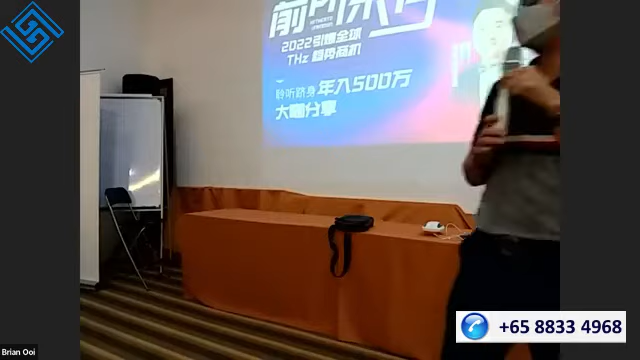 2022引爆全球
THz 趋势商机
聆听跻身年入500万
大咖分享
+65 8833 4968
Brian Ooi